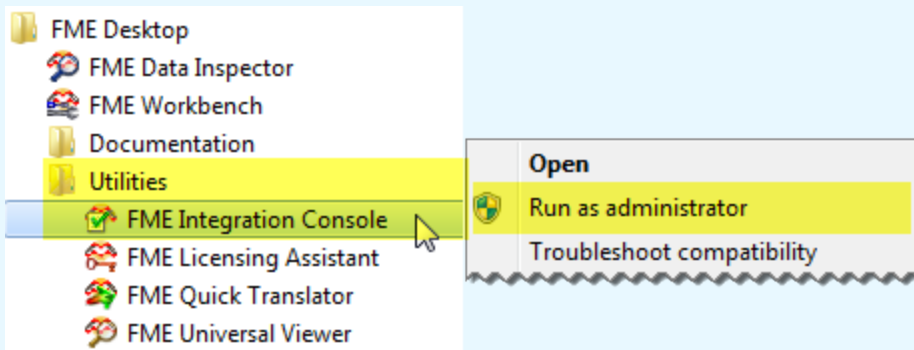 FME Desktop
FME Data Inspector
FME Workbench
Documentation
Utilities
FME Integration Console
FME Licensing Assistant
FME Quick Translator
FME Universal Viewer
Open
Run as administrator
Troubleshoot compatibility